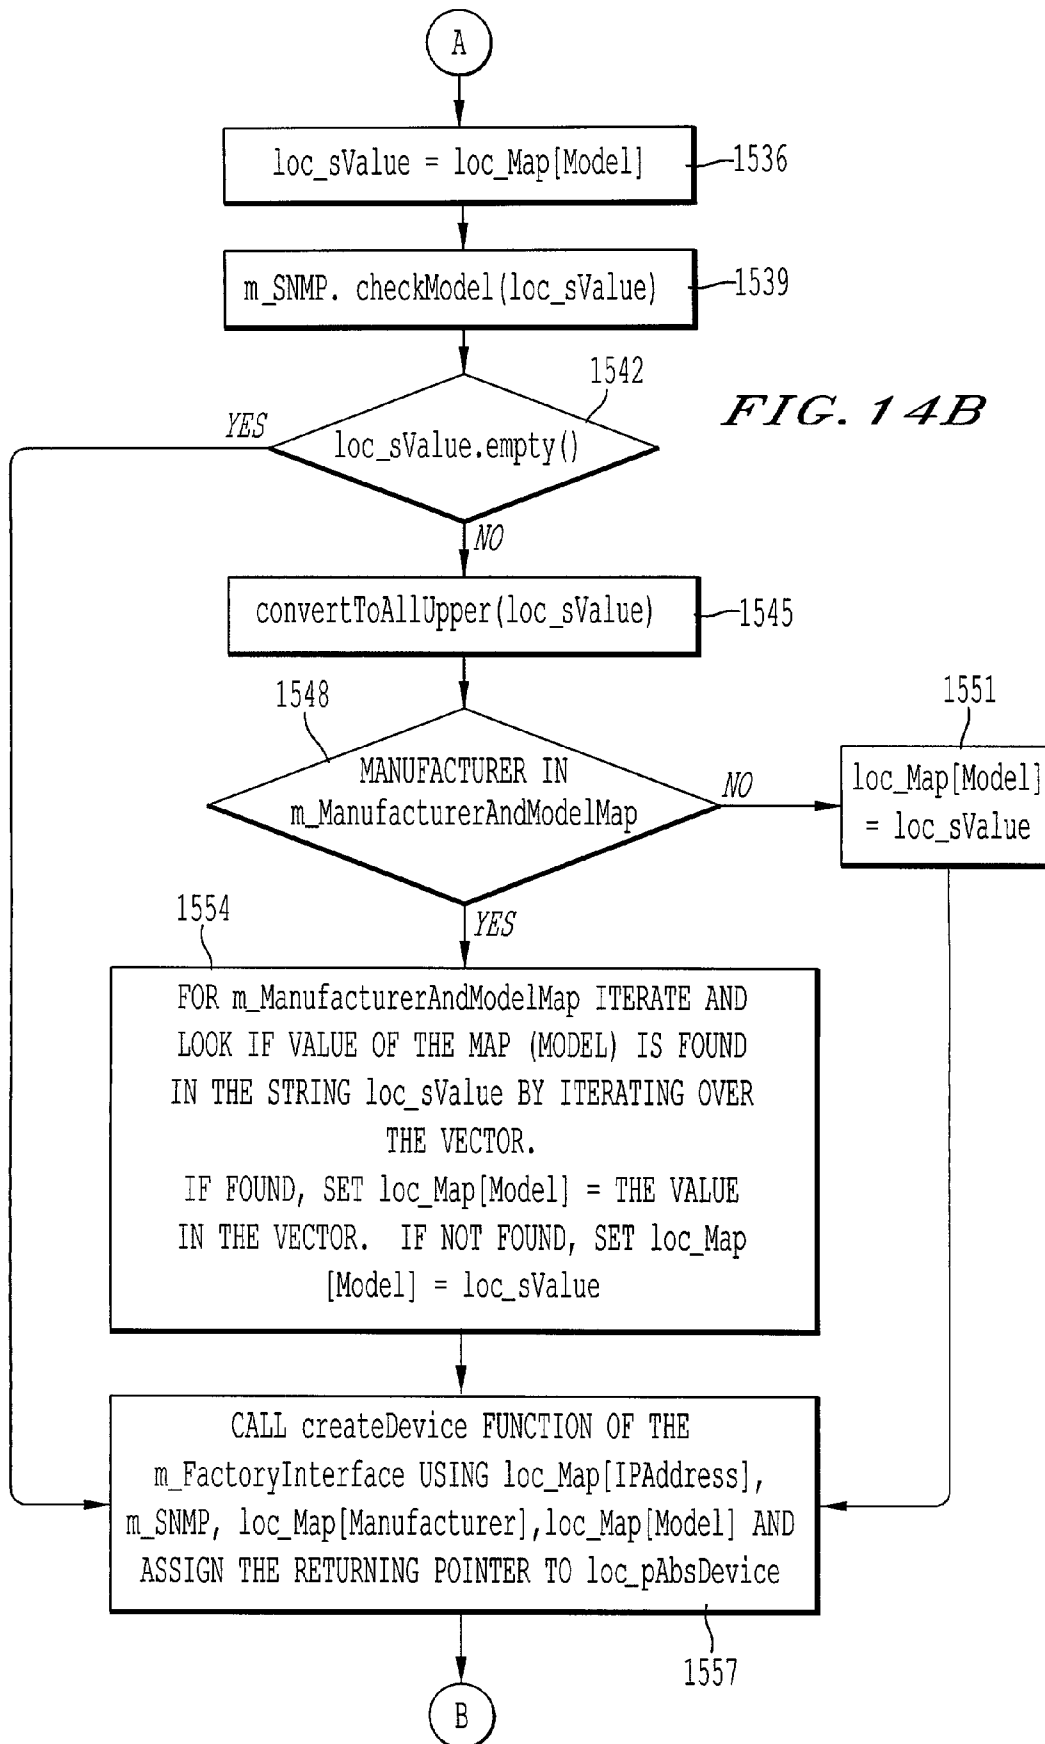 A
loc_sValue = loc_Map[Model]
1536
m_SNMP. checkModel(loc_sValue)
1539
1542
FIG. 14B
YES
loc_sValue.empty()
NO
convertToAllUpper(loc_sValue)
1545
1548
1551
MANUFACTURER IN
m_ManufacturerAndModelMap
NO
loc_Map[Model]
= loc_sValue
1554
YES
FOR m_ManufacturerAndModelMap ITERATE AND
LOOK IF VALUE OF THE MAP (MODEL) IS FOUND
IN THE STRING loc_sValue BY ITERATING OVER
THE VECTOR.
IF FOUND, SET loc_Map[Model] = THE VALUE
IN THE VECTOR. IF NOT FOUND, SET loc_Map
[Model] = loc_sValue
CALL createDevice FUNCTION OF THE
m_FactoryInterface USING loc_Map[IPAddress],
m_SNMP, loc_Map[Manufacturer],loc_Map[Model] AND
ASSIGN THE RETURNING POINTER TO loc_pAbsDevice
1557
B